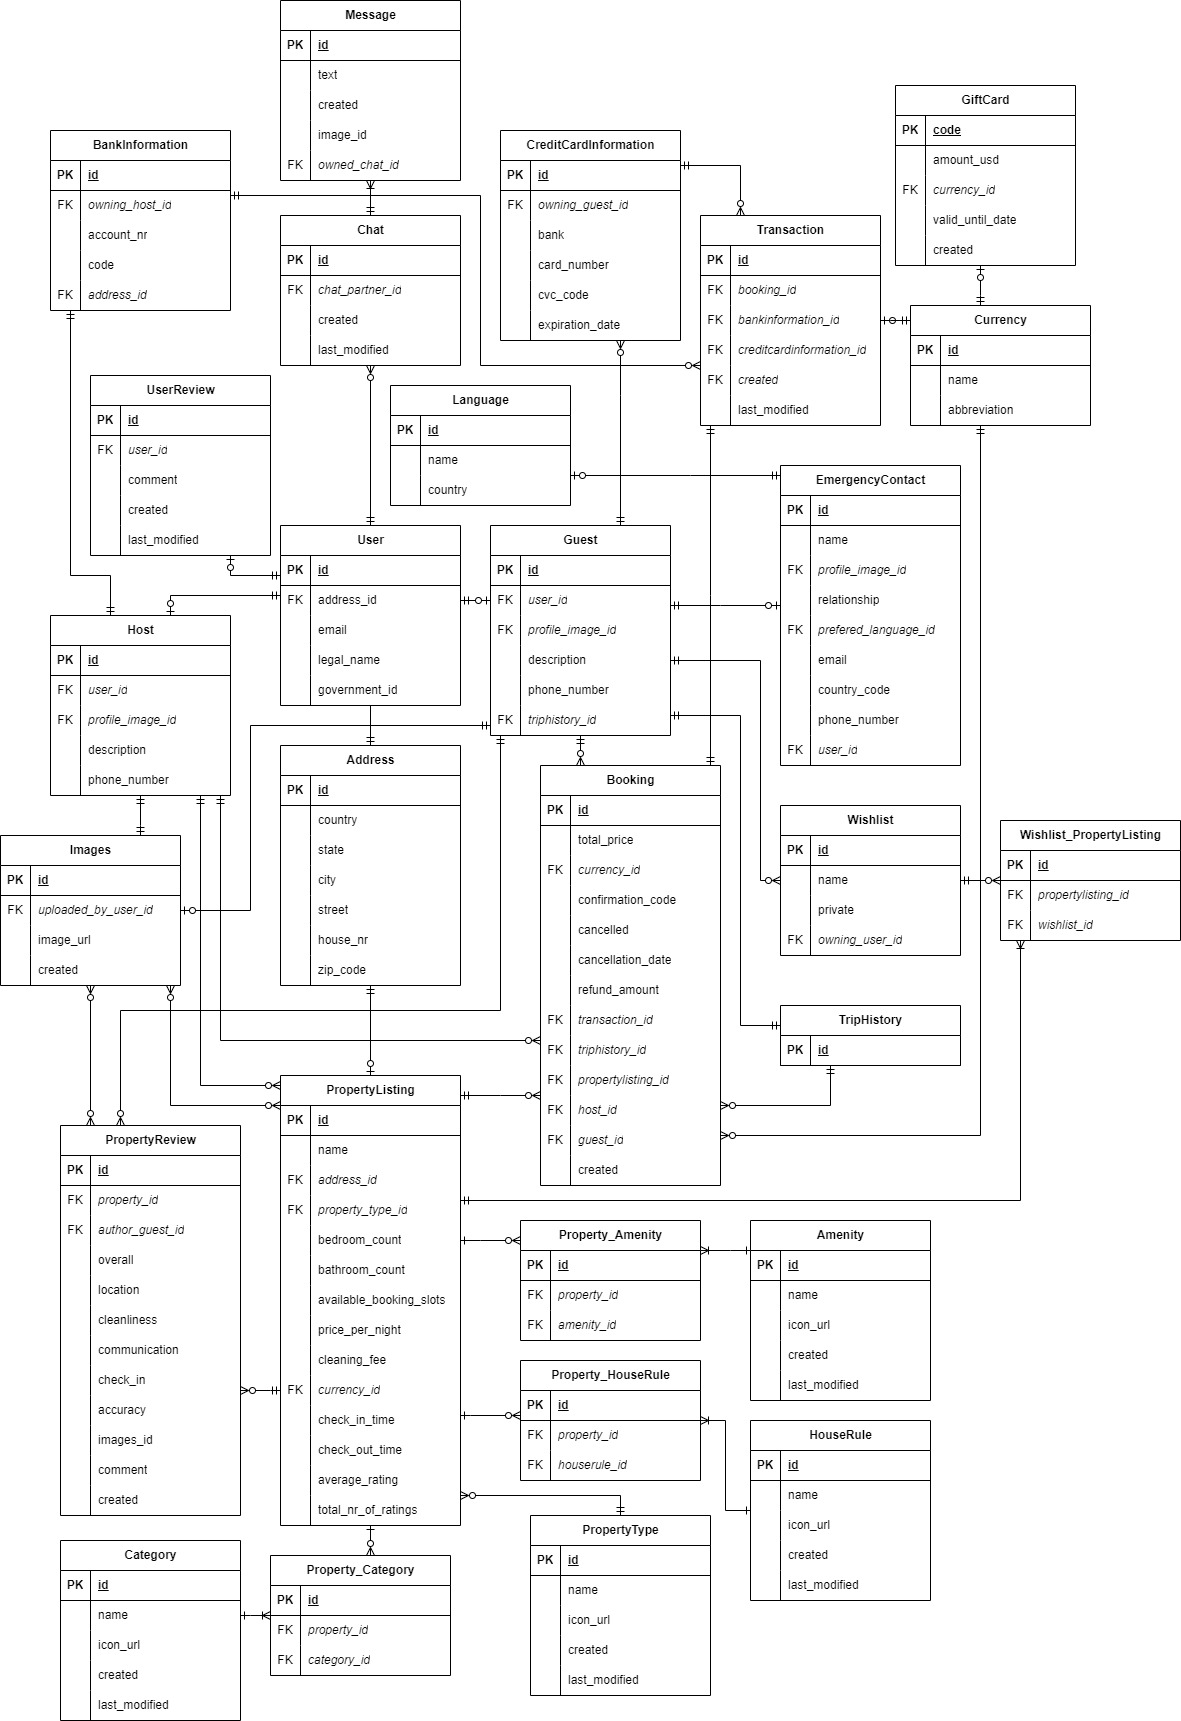 Message
PK id
text
created
image_id
FK owned_chat_id
GiftCard
PK code
amount_usd
FK currency_id
valid_until_date
created
BankInformation
PK id
FK owning_host_id
account_nr
code
FK address_id
CreditCardInformation
PK id
FK owning_guest_id
bank
card_number
cvc_code
expiration_date
Chat
PK id
FK chat_partner_id
created
last_modified
Transaction
PK id
FK booking_id
FK bankinformation_id
FK creditcardinformation_id
FK created
last_modified
Currency
PK id
name
abbreviation
UserReview
PK id
FK user_id
comment
created
last_modified
Language
PK id
name
country
EmergencyContact
PK id
name
FK profile_image_id
relationship
FK prefered_language_id
email
country_code
phone_number
FK user_id
User
PK id
FK address_id
email
legal_name
government_id
Guest
PK id
FK user_id
FK profile_image_id
description
phone_number
FK triphistory_id
Host
PK id
FK user_id
FK profile_image_id
description
phone_number
Address
PK id
country
state
city
street
house_nr
zip_code
Booking
PK id
total_price
FK currency_id
confirmation_code
cancelled
cancellation_date
refund_amount
FK transaction_id
FK triphistory_id
FK propertylisting_id
FK host_id
FK guest_id
created
Wishlist
PK id
name
private
FK owning_user_id
Wishlist_PropertyListing
PK id
FK propertylisting_id
FK wishlist_id
Images
PK id
FK uploaded_by_user_id
image_url
created
TripHistory
PK id
PropertyListing
PK id
name
FK address_id
FK property_type_id
bedroom_count
bathroom_count
available_booking_slots
price_per_night
cleaning_fee
FK currency_id
check_in_time
check_out_time
average_rating
total_nr_of_ratings
PropertyReview
PK id
FK property_id
FK author_guest_id
overall
location
cleanliness
communication
check_in
accuracy
images_id
comment
created
Property_Amenity
PK id
FK property_id
FK amenity_id
Amenity
PK id
name
icon_url
created
last_modified
Property_HouseRule
PK id
FK property_id
FK houserule_id
HouseRule
PK id
name
icon_url
created
last_modified
PropertyType
PK id
name
icon_url
created
last_modified
Category
PK id
name
icon_url
created
last_modified
Property_Category
PK id
FK property_id
FK category_id